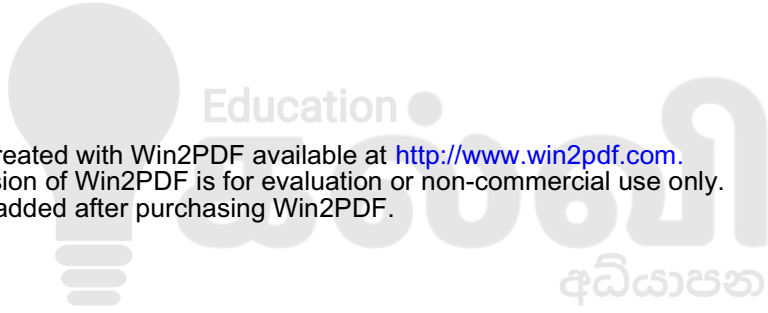 Education
reated with Win2PDF available at http://www.win2pdf.com.
sion of Win2PDF is for evaluation or non-commercial use only.
added after purchasing Win2PDF.
கல்வி
අධ්යාපන